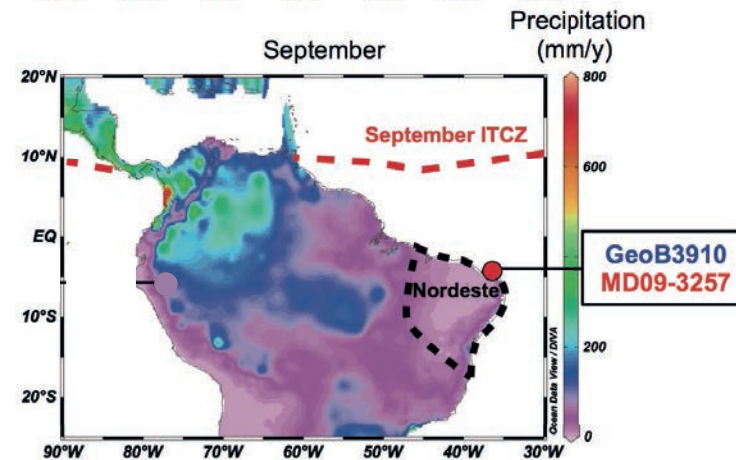 Precipitation
(mm/y)
September
20°N
10°N
EQ
10°S
20°S
September ITCZ
Nordeste
GeoB3910
MD09-3257
800
600
200
0
Ocean Data View / DIVA
90°W 80°W 70°W 60°W 50°W 40°W 30°W